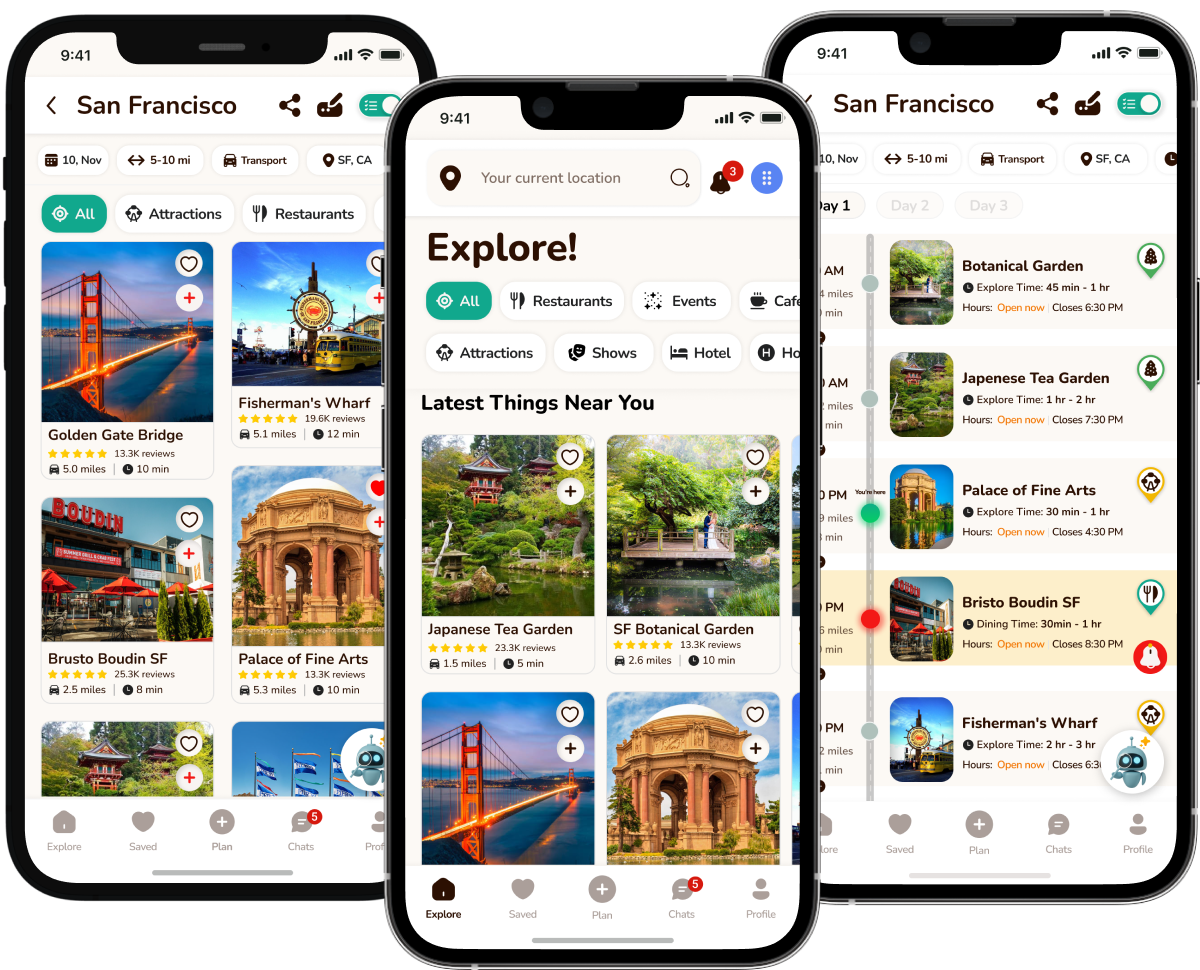 9:41
San Francisco
10, Nov
5-10 mi
Transport
SF, CA
All
Attractions
Restaurants
Golden Gate Bridge
13.3K reviews
5.0 miles | 10 min
Fisherman's Wharf
19.6K reviews
5.1 miles | 12 min
BOUDIN
Brusto Boudin SF
25.3K reviews
2.5 miles | 8 min
Palace of Fine Arts
13.3K reviews
5.3 miles | 10 min
Explore
Saved
Plan
5
Chats
Prof
9:41
Your current location
3
Explore!
All
Restaurants
Events
Cafe
Attractions
Shows
Hotel
H
Ho
Latest Things Near You
Japanese Tea Garden
23.3K reviews
1.5 miles | 5 min
SF Botanical Garden
13.3K reviews
2.6 miles | 10 min
Explore
Saved
Plan
5
Chats
Profile
9:41
San Francisco
10, Nov
5-10 mi
Transport
SF, CA
Day 1
Day 2
Day 3
AM
miles
min
Botanical Garden
Explore Time: 45 min - 1 hr
Hours: Open now | Closes 6:30 PM
AM
miles
min
Japenese Tea Garden
Explore Time: 1 hr - 2 hr
Hours: Open now | Closes 7:30 PM
PM
miles
min
You're here
Palace of Fine Arts
Explore Time: 30 min - 1 hr
Hours: Open now | Closes 4:30 PM
PM
miles
min
BOUDIN
Bristo Boudin SF
Dining Time: 30min - 1 hr
Hours: Open now | Closes 8:30 PM
PM
miles
min
Fisherman's Wharf
Explore Time: 2 hr - 3 hr
Hours: Open now | Closes 6:3
lore
Saved
Plan
Chats
Profile